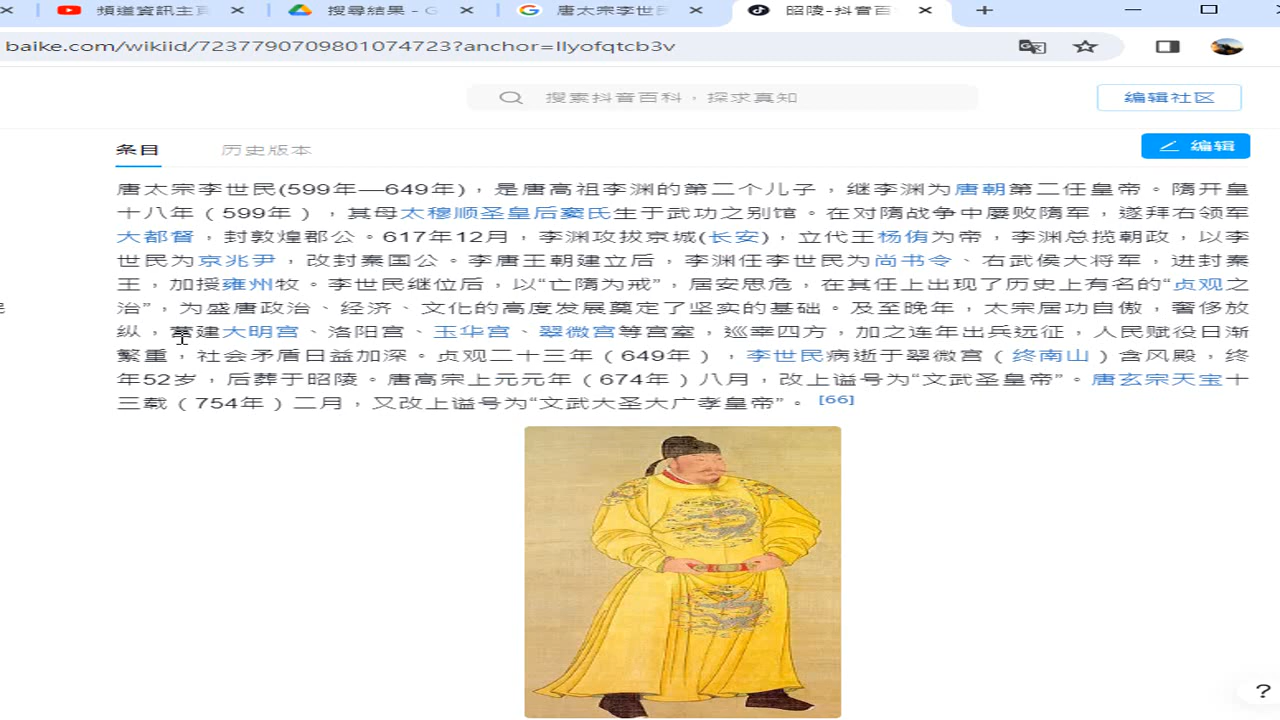 頻道資訊主頁
搜尋結果 - G
唐太宗李世民
昭陵-抖音百
baike.com/wikiid/7237790709801074723?anchor=llyofqtcb3v
搜索抖音百科，探求真知
编辑社区
条目
历史版本
编辑
唐太宗李世民(599年—649年)，是唐高祖李渊的第二个儿子，继李渊为唐朝第二任皇帝。隋开皇
十八年（599年），其母太穆顺圣皇后窦氏生于武功之别馆。在对隋战争中屡败隋军，遂拜右领军
大都督，封敦煌郡公。617年12月，李渊攻拔京城(长安)，立代王杨侑为帝，李渊总揽朝政，以李
世民为京兆尹，改封秦国公。李唐王朝建立后，李渊任李世民为尚书令、右武侯大将军，进封秦
王，加授雍州牧。李世民继位后，以“亡隋为戒”，居安思危，在其任上出现了历史上有名的“贞观之
治”，为盛唐政治、经济、文化的高度发展奠定了坚实的基础。及至晚年，太宗居功自傲，奢侈放
纵，营建大明宫、洛阳宫、玉华宫、翠微宫等宫室，巡幸四方，加之连年出兵远征，人民赋役日渐
繁重，社会矛盾日益加深。贞观二十三年（649年），李世民病逝于翠微宫（终南山）含风殿，终
年52岁，后葬于昭陵。唐高宗上元元年（674年）八月，改上谥号为“文武圣皇帝”。唐玄宗天宝十
三载（754年）二月，又改上谥号为“文武大圣大广孝皇帝”。 [66]
?